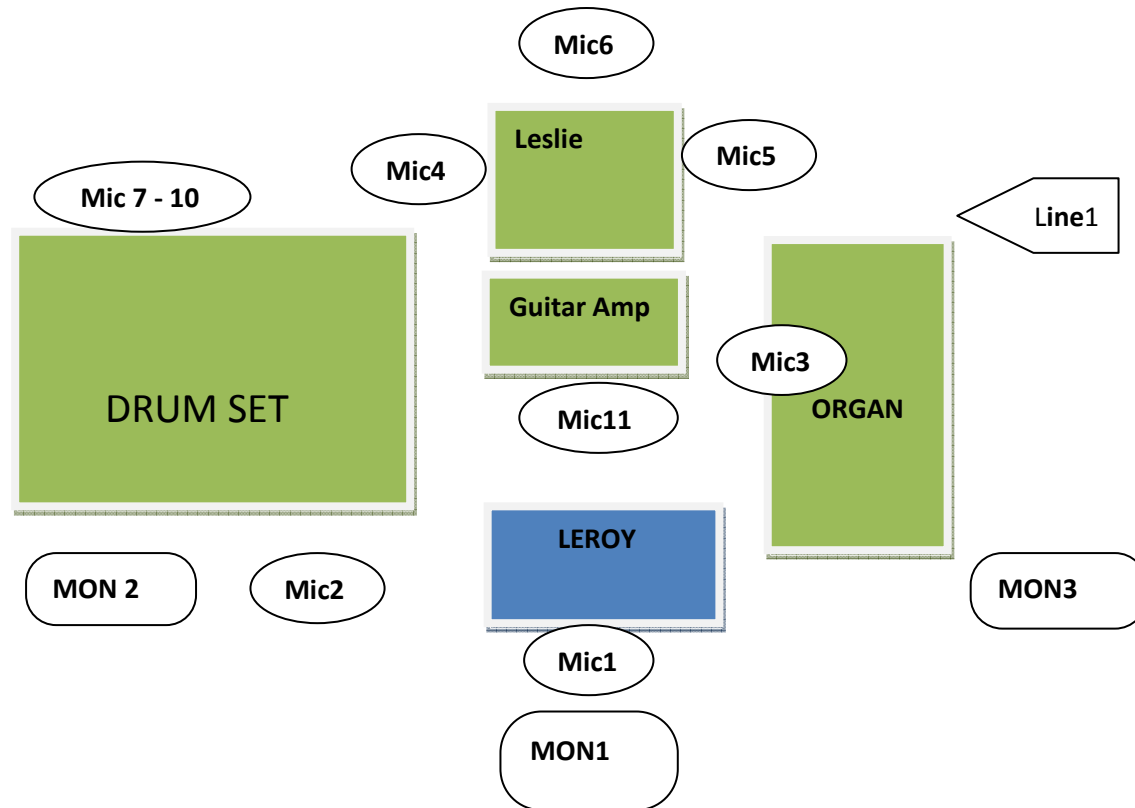 Mic6
Leslie
Mic4
Mic5
Mic 7 - 10
Line1
Guitar Amp
Mic3
DRUM SET
Mic11
ORGAN
LEROY
MON 2
Mic2
MON3
Mic1
MON1